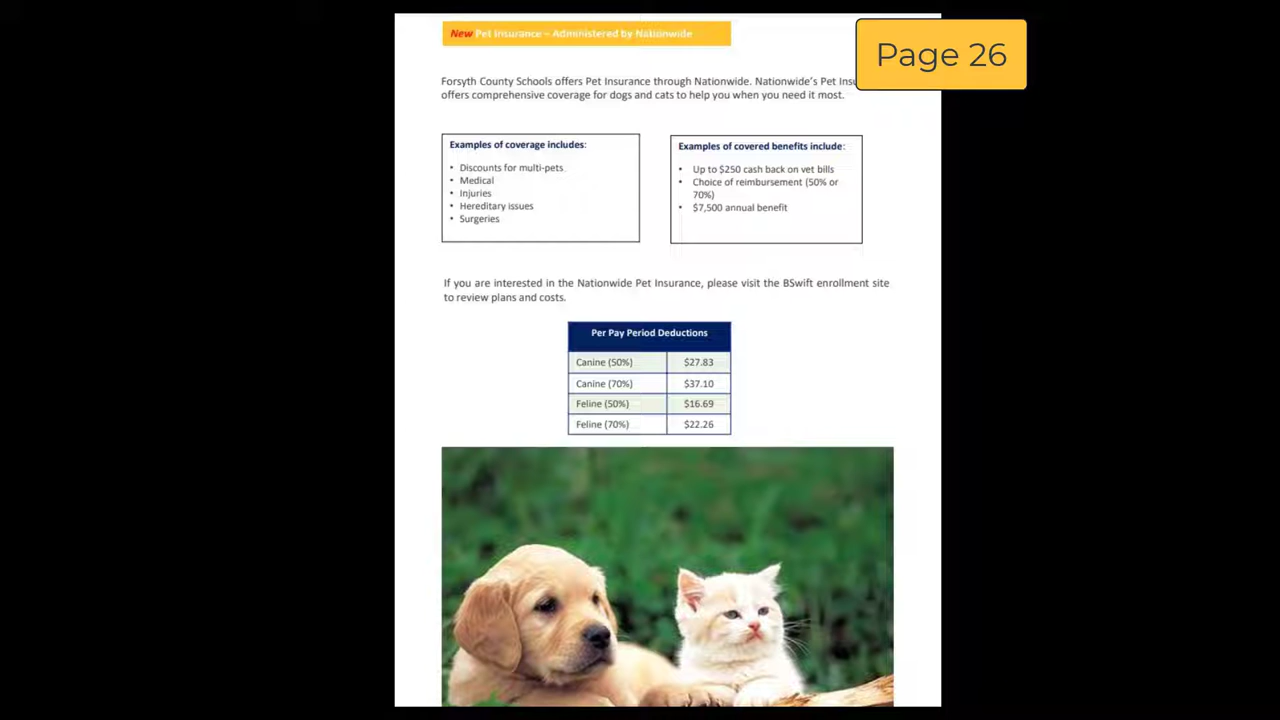 New Pet Insurance – Administered by Nationwide
Page 26
Forsyth County Schools offers Pet Insurance through Nationwide. Nationwide's Pet
offers comprehensive coverage for dogs and cats to help you when you need it most.
Examples of coverage includes:
• Discounts for multi-pets
• Medical
• Injuries
• Hereditary issues
• Surgeries
Examples of covered benefits include:
• Up to $250 cash back on vet bills
• Choice of reimbursement (50% or
70%)
• $7,500 annual benefit
If you are interested in the Nationwide Pet Insurance, please visit the BSwift enrollment site
to review plans and costs.
Per Pay Period Deductions
Canine (50%) $27.83
Canine (70%) $37.10
Feline (50%) $16.69
Feline (70%) $22.26